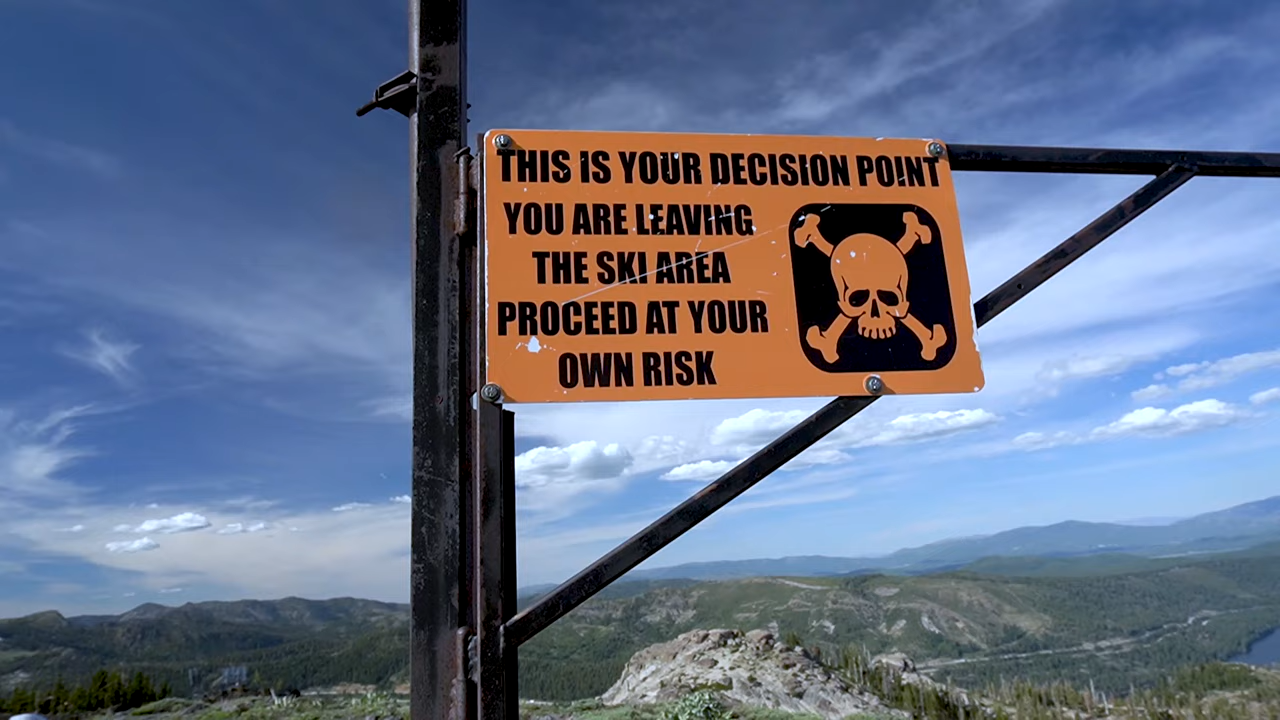 THIS IS YOUR DECISION POINT
YOU ARE LEAVING
THE SKI AREA
PROCEED AT YOUR
OWN RISK